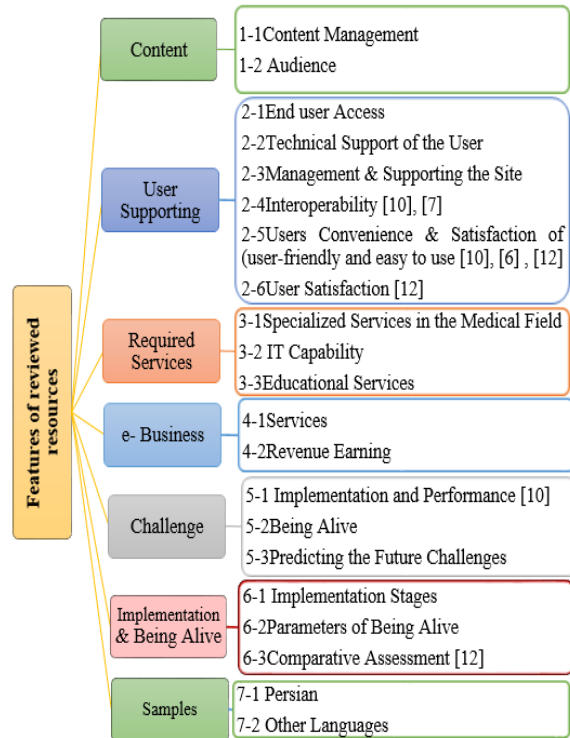 Features of reviewed
resources
Content
1-1Content Management
1-2 Audience
User
Supporting
2-1End user Access
2-2Technical Support of the User
2-3Management & Supporting the Site
2-4Interoperability [10], [7]
2-5Users Convenience & Satisfaction of
(user-friendly and easy to use [10], [6] , [12]
2-6User Satisfaction [12]
Required
Services
3-1Specialized Services in the Medical Field
3-2 IT Capability
3-3Educational Services
e- Business
4-1Services
4-2Revenue Earning
Challenge
5-1 Implementation and Performance [10]
5-2Being Alive
5-3Predicting the Future Challenges
Implementation
& Being Alive
6-1 Implementation Stages
6-2Parameters of Being Alive
6-3Comparative Assessment [12]
Samples
7-1 Persian
7-2 Other Languages